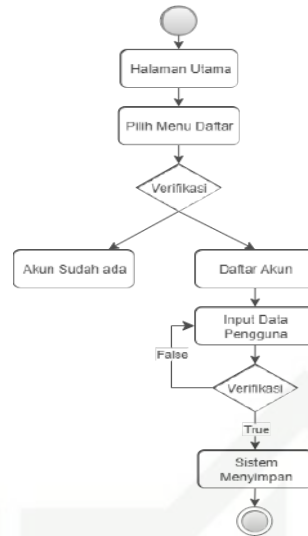 Halaman Utama
Pilih Menu Daftar
Verifikasi
Akun Sudah ada
Daftar Akun
Input Data
Pengguna
False
Verifikasi
True
Sistem
Menyimpan